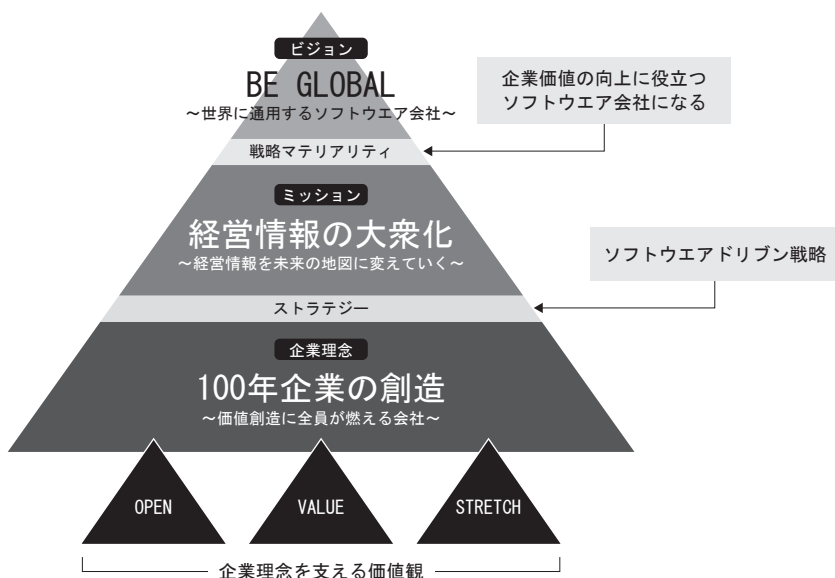 ビジョン
BE GLOBAL
～世界に通用するソフトウエア会社～
企業価値の向上に役立つ
ソフトウエア会社になる
戦略マテリアリティ
ミッション
経営情報の大衆化
～経営情報を未来の地図に変えていく～
ソフトウエアドリブン戦略
ストラテジー
企業理念
100年企業の創造
～価値創造に全員が燃える会社～
OPEN
VALUE
STRETCH
企業理念を支える価値観